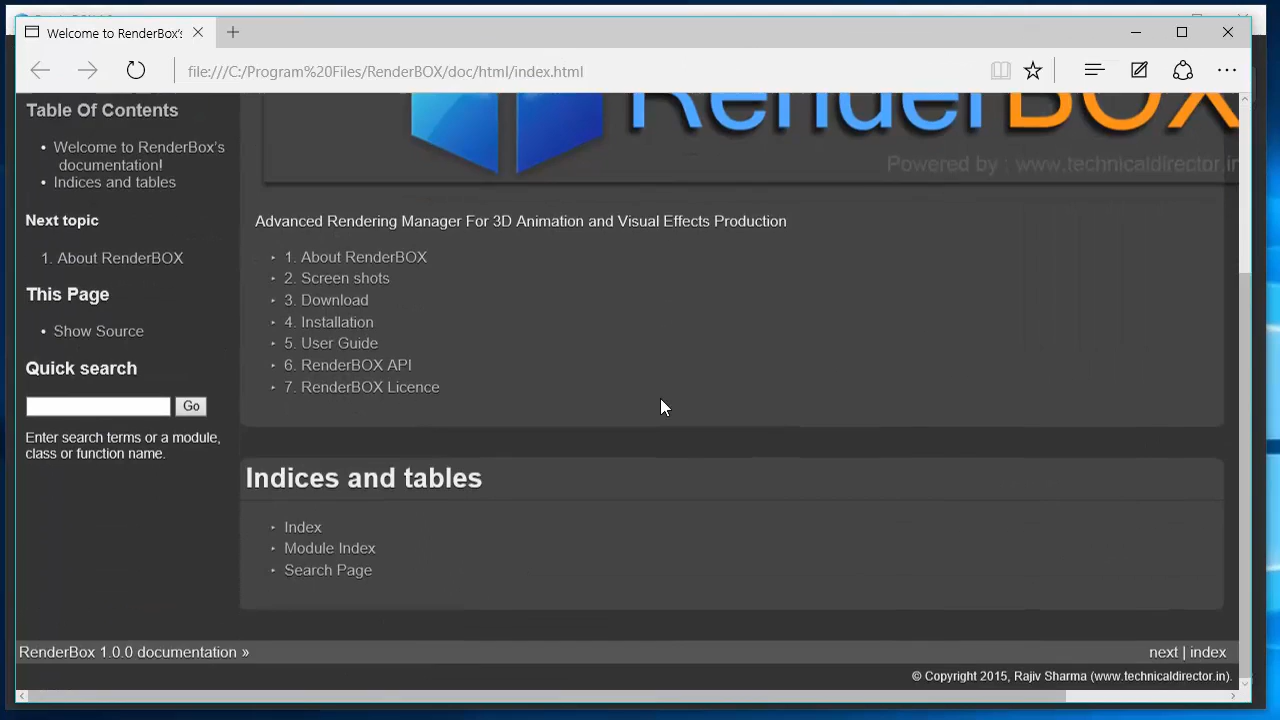 Welcome to RenderBox's
file:///C:/Program%20Files/RenderBOX/doc/html/index.html
RenderBOX
Powered by : www.technicaldirector.in
Table Of Contents
• Welcome to RenderBox's
documentation!
• Indices and tables
Next topic
1. About RenderBOX
This Page
• Show Source
Quick search
Go
Enter search terms or a module,
class or function name.
Advanced Rendering Manager For 3D Animation and Visual Effects Production
1. About RenderBOX
2. Screen shots
3. Download
4. Installation
5. User Guide
6. RenderBOX API
7. RenderBOX Licence
Indices and tables
Index
Module Index
Search Page
RenderBox 1.0.0 documentation »
next | index
© Copyright 2015, Rajiv Sharma (www.technicaldirector.in).